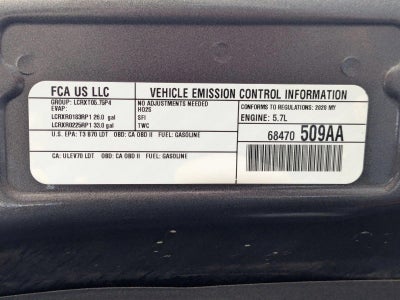 FCA US LLC
VEHICLE EMISSION CONTROL INFORMATION
GROUP: LCRXT05.75P4
EVAP:
LCRXR0183RP1 26.0 gal
LCRXR0225RP1 33.0 gal
NO ADJUSTMENTS NEEDED
HO2S
SFI
TWC
CONFORMS TO REGULATIONS: 2020 MY
ENGINE: 5.7L
68470 509AA
U.S. EPA: T3 B70 LDT OBD: CA OBD II FUEL: GASOLINE
CA: ULEV70 LDT OBD: CA OBD II FUEL: GASOLINE